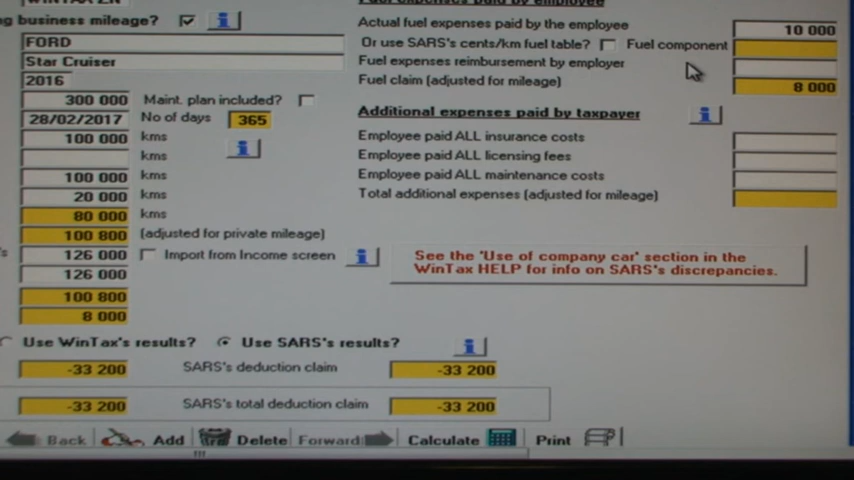 g business mileage?
FORD
Star Cruiser
2016
300 000 Maint. plan included?
28/02/2017 No of days 365
100 000 kms
kms
100 000 kms
20 000 kms
80 000 kms
100 800 (adjusted for private mileage)
's 126 000 Import from Income screen
126 000
100 800
8 000
Fuel expenses paid by employee
Actual fuel expenses paid by the employee 10 000
Or use SARS's cents/km fuel table? Fuel component
Fuel expenses reimbursement by employer
Fuel claim (adjusted for mileage) 8 000
Additional expenses paid by taxpayer
Employee paid ALL insurance costs
Employee paid ALL licensing fees
Employee paid ALL maintenance costs
Total additional expenses (adjusted for mileage)
See the 'Use of company car' section in the
WinTax HELP for info on SARS's discrepancies.
Use WinTax's results? Use SARS's results?
-33 200 SARS's deduction claim -33 200
-33 200 SARS's total deduction claim -33 200
Back Add Delete Forward Calculate Print